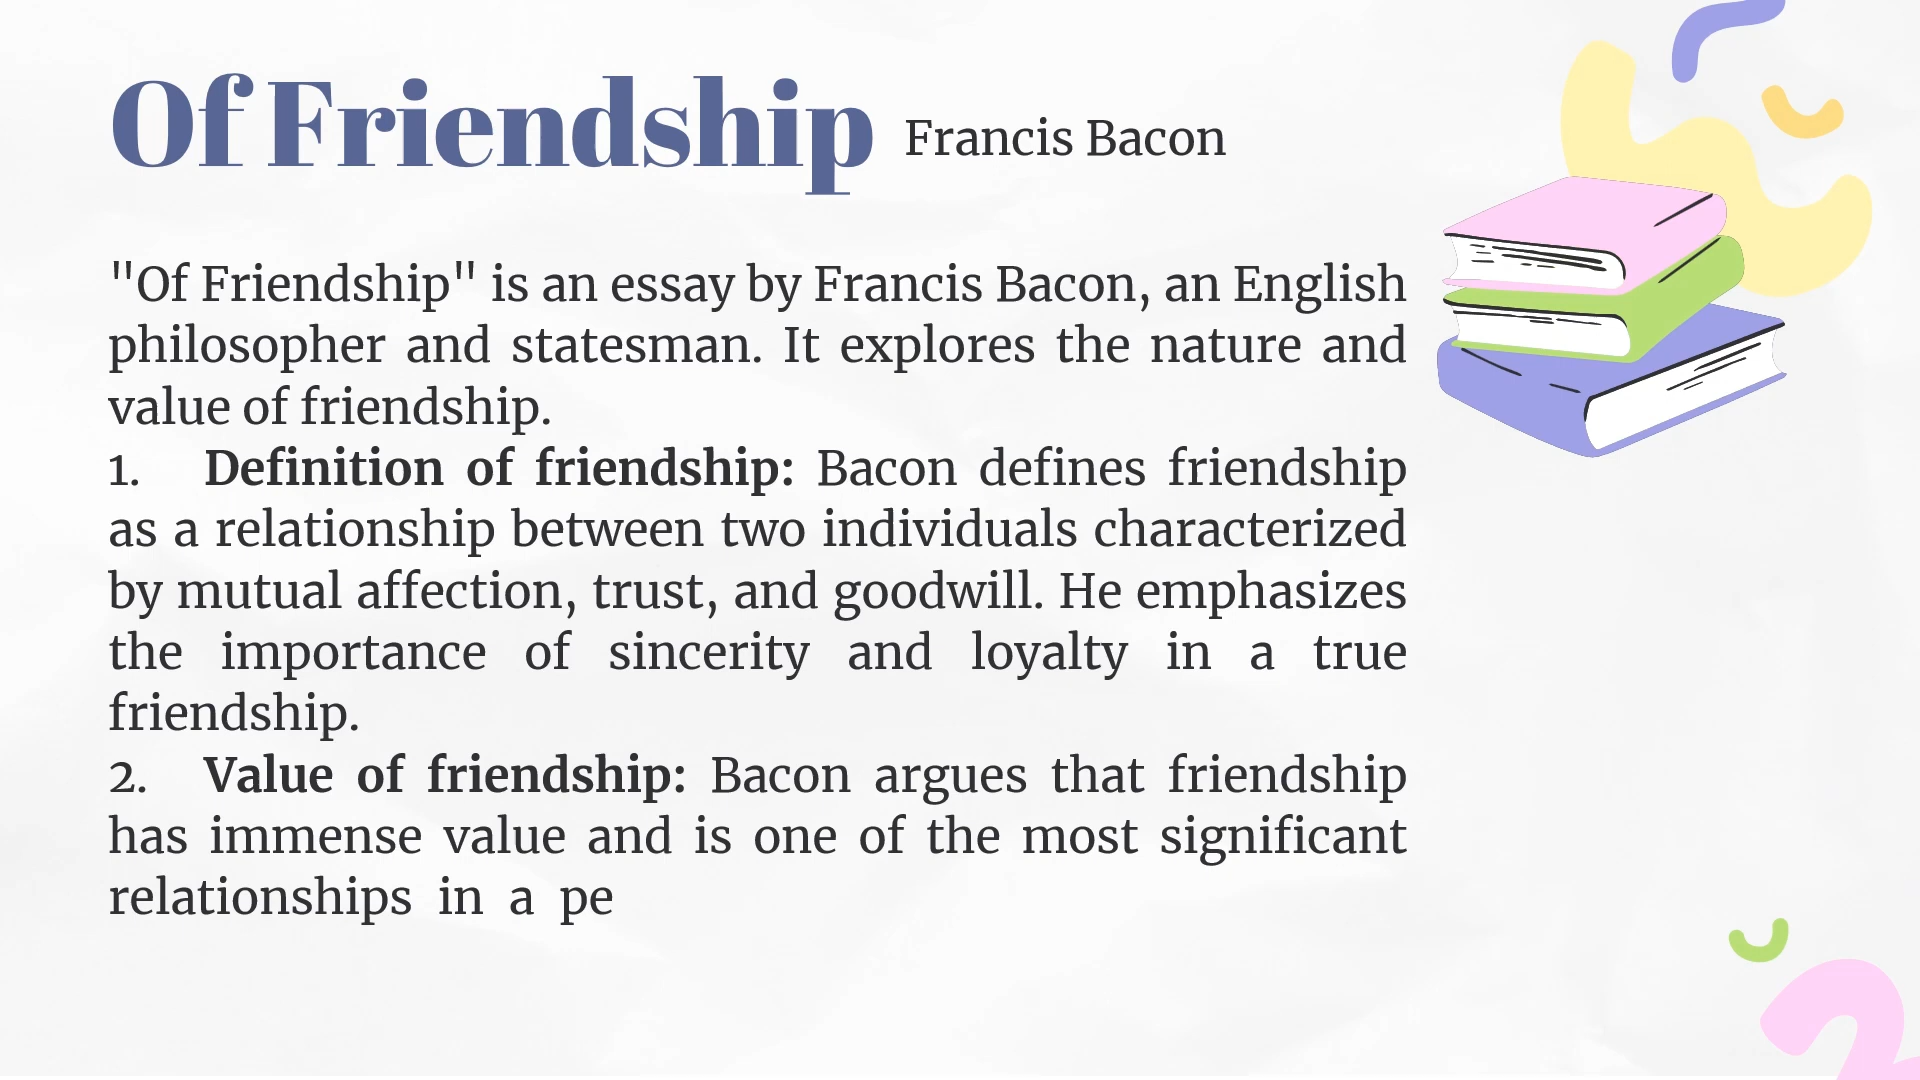 Of Friendship Francis Bacon
"Of Friendship" is an essay by Francis Bacon, an English
philosopher and statesman. It explores the nature and
value of friendship.
1. Definition of friendship: Bacon defines friendship
as a relationship between two individuals characterized
by mutual affection, trust, and goodwill. He emphasizes
the importance of sincerity and loyalty in a true
friendship.
2. Value of friendship: Bacon argues that friendship
has immense value and is one of the most significant
relationships in a pe